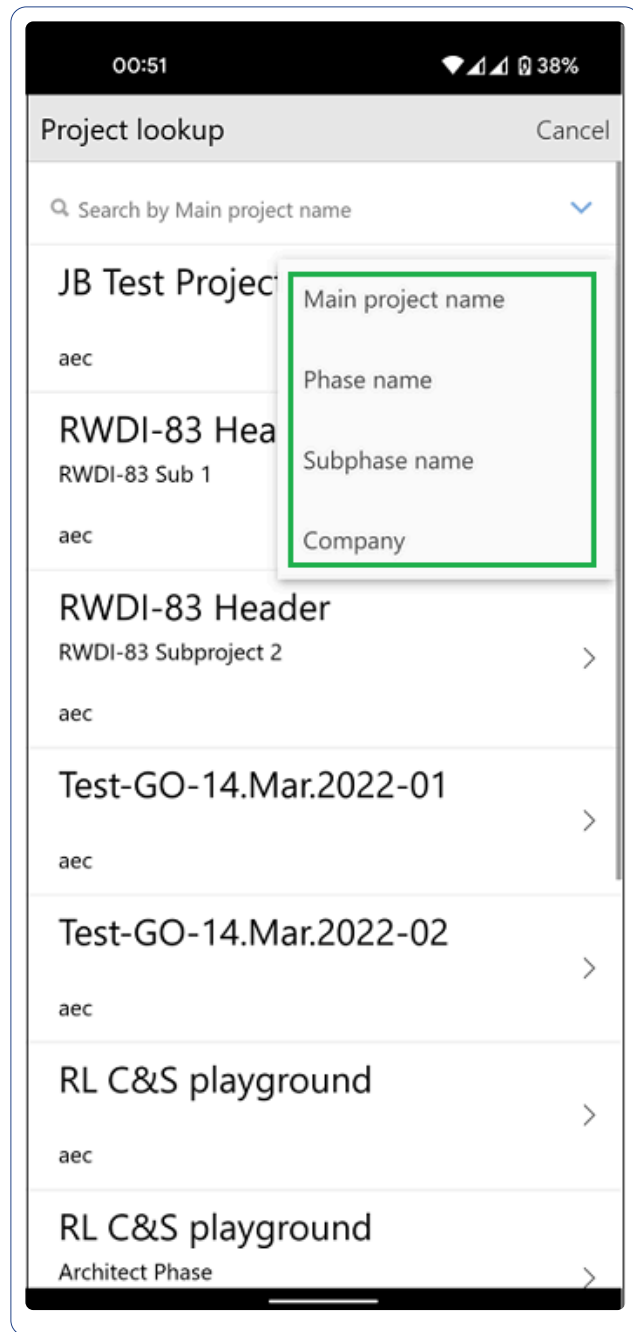 00:51 38%
Project lookup Cancel
Search by Main project name
JB Test Projec
aec
RWDI-83 Hea
RWDI-83 Sub 1
aec
Main project name
Phase name
Subphase name
Company
RWDI-83 Header
RWDI-83 Subproject 2
aec
Test-GO-14.Mar.2022-01
aec
Test-GO-14.Mar.2022-02
aec
RL C&S playground
aec
RL C&S playground
Architect Phase